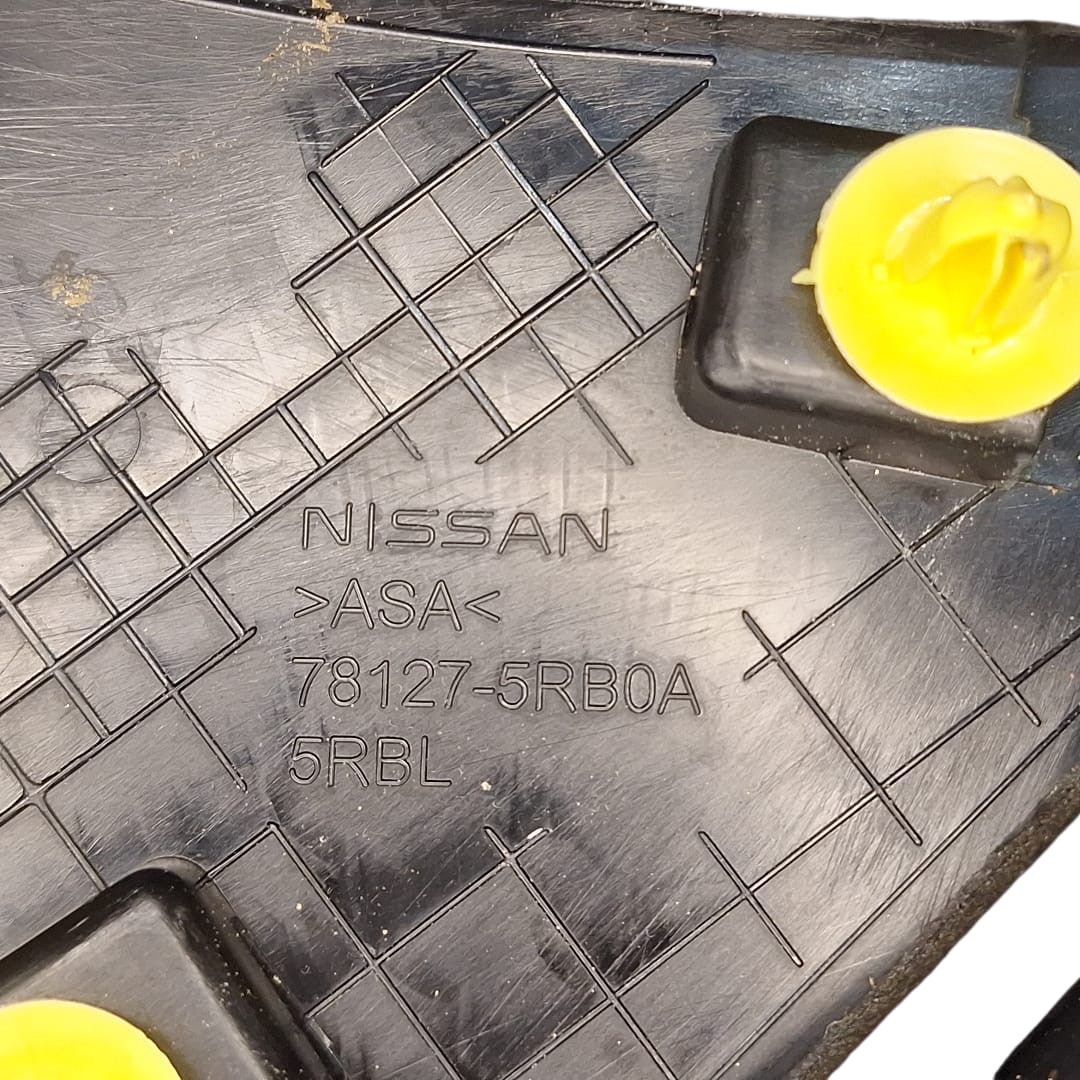 NISSAN
>ASA<
78127-5RB0A
5RBL